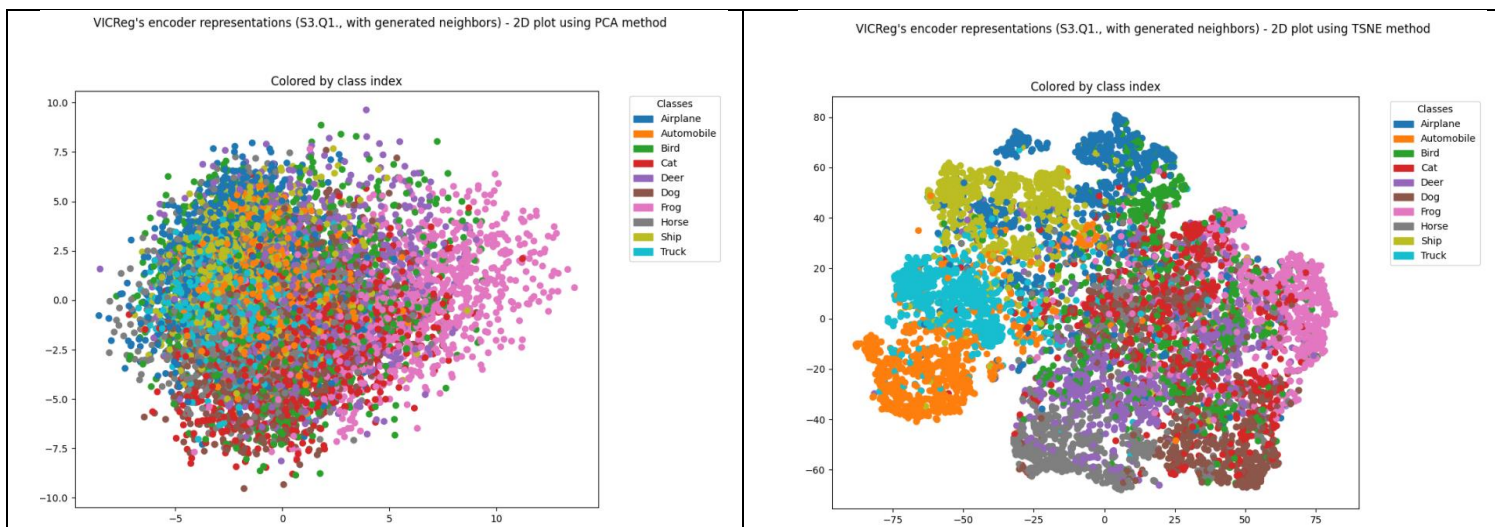 VICReg's encoder representations (S3.Q1., with generated neighbors) - 2D plot using PCA method
Colored by class index
10.0
7.5
5.0
2.5
0.0
−2.5
−5.0
−7.5
−10.0
−5
0
5
10
Classes
Airplane
Automobile
Bird
Cat
Deer
Dog
Frog
Horse
Ship
Truck
VICReg's encoder representations (S3.Q1., with generated neighbors) - 2D plot using TSNE method
Colored by class index
80
60
40
20
0
−20
−40
−60
−75
−50
−25
0
25
50
75
Classes
Airplane
Automobile
Bird
Cat
Deer
Dog
Frog
Horse
Ship
Truck